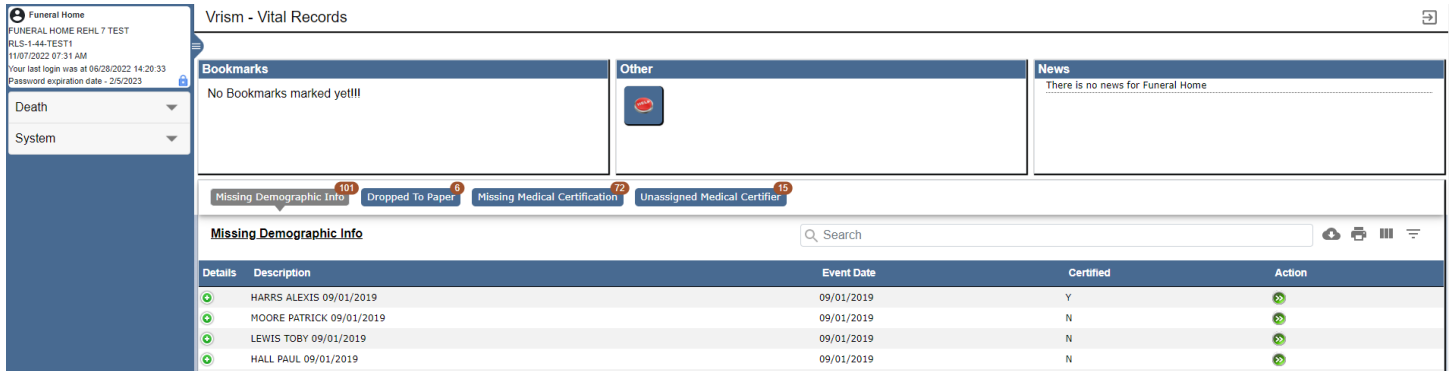 Funeral Home
FUNERAL HOME REHL 7 TEST
RLS-1-44-TEST1
11/07/2022 07:31 AM
Your last login was at 06/28/2022 14:20:33
Password expiration date - 2/5/2023
Death
System
Vrism - Vital Records
Bookmarks
No Bookmarks marked yet!!!
Other
News
There is no news for Funeral Home
Missing Demographic Info 101
Dropped To Paper 6
Missing Medical Certification 72
Unassigned Medical Certifier 15
Missing Demographic Info
Search
Details Description Event Date Certified Action
HARRS ALEXIS 09/01/2019 09/01/2019 Y
MOORE PATRICK 09/01/2019 09/01/2019 N
LEWIS TOBY 09/01/2019 09/01/2019 N
HALL PAUL 09/01/2019 09/01/2019 N